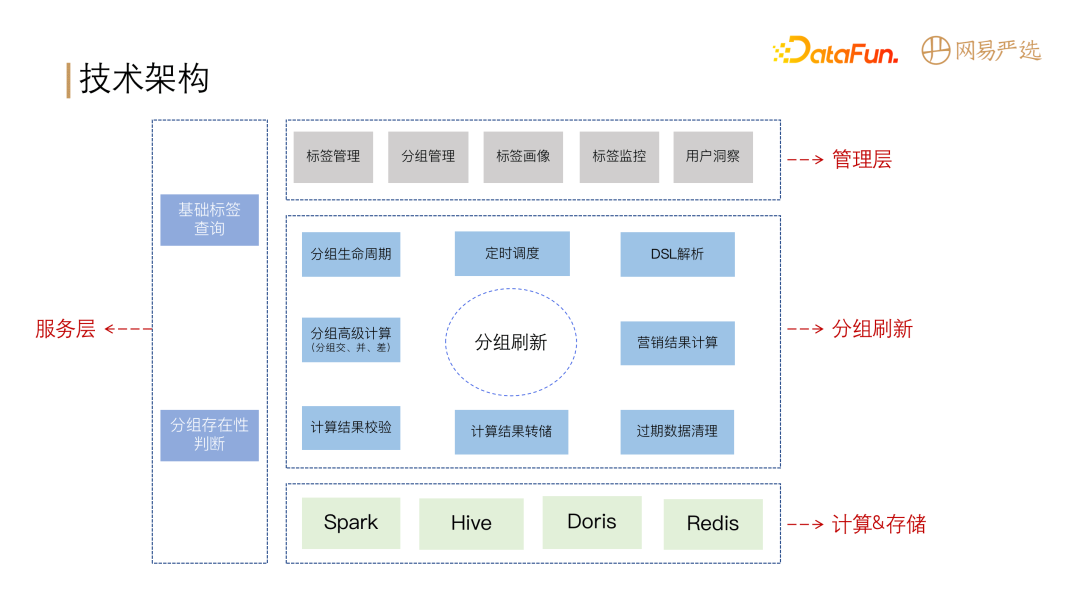 技术架构
DataFun.
网易严选
标签管理
分组管理
标签画像
标签监控
用户洞察
管理层
基础标签
查询
分组存在性
判断
服务层
分组生命周期
定时调度
DSL解析
分组高级计算
(分组交、并、差)
分组刷新
营销结果计算
计算结果校验
计算结果转储
过期数据清理
分组刷新
Spark
Hive
Doris
Redis
计算&存储